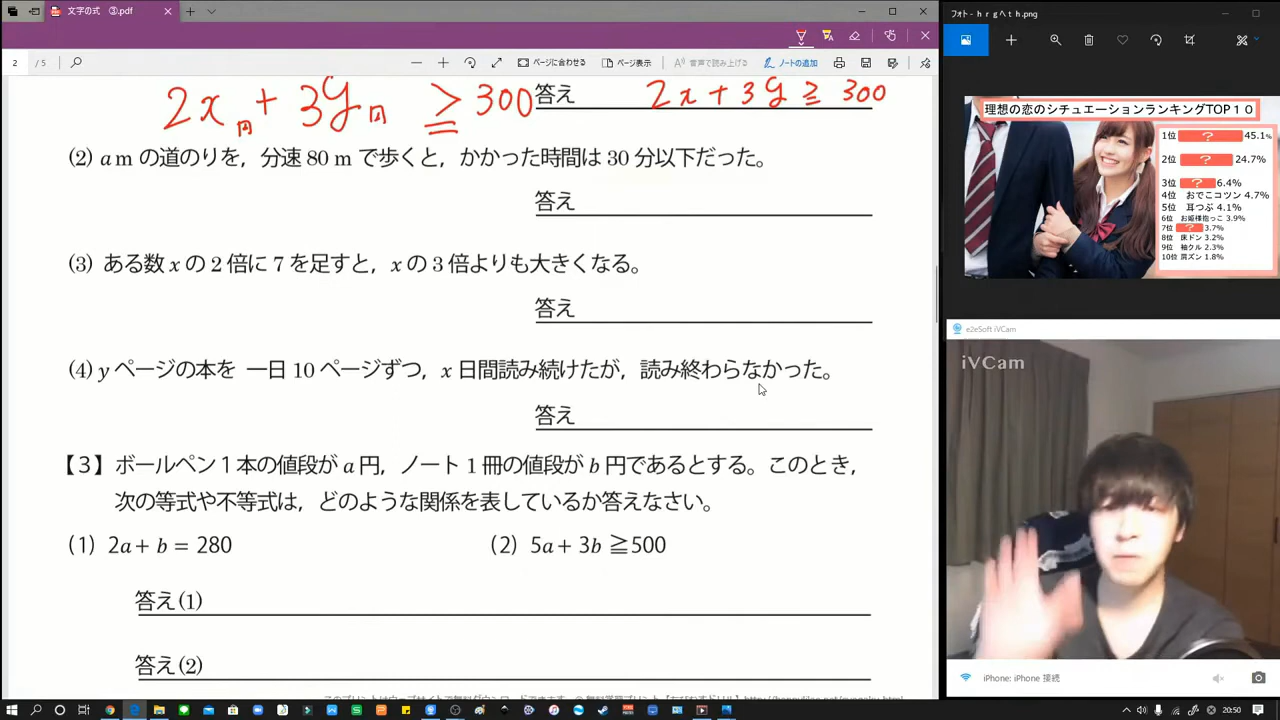 文字の式 ③.pdf
フォト - ｈｒｇへｔｈ.png
2 / 5
ページに合わせる
ページ表示
音声で読み上げる
ノートの追加
2x円 + 3y円 ≧ 300
答え 2x + 3y ≧ 300
(2) a m の道のりを，分速 80 m で歩くと，かかった時間は 30 分以下だった。
答え
(3) ある数 x の 2 倍に 7 を足すと，x の 3 倍よりも大きくなる。
答え
(4) y ページの本を 一日 10 ページずつ，x 日間読み続けたが，読み終わらなかった。
答え
【３】ボールペン１本の値段が a 円，ノート 1 冊の値段が b 円であるとする。このとき，
次の等式や不等式は，どのような関係を表しているか答えなさい。
(1) 2a + b = 280
(2) 5a + 3b ≧500
答え(1)
答え(2)
理想の恋のシチュエーションランキングTOP１０
1位 ? 45.1%
2位 ? 24.7%
3位 ? 6.4%
4位 おでこコツン 4.7%
5位 耳つぶ 4.1%
6位 お姫様抱っこ 3.9%
7位 ? 3.7%
8位 床ドン 3.2%
9位 袖クル 2.3%
10位 肩ズン 1.8%
e2eSoft iVCam
iVCam
iPhone: iPhone 接続
20:50